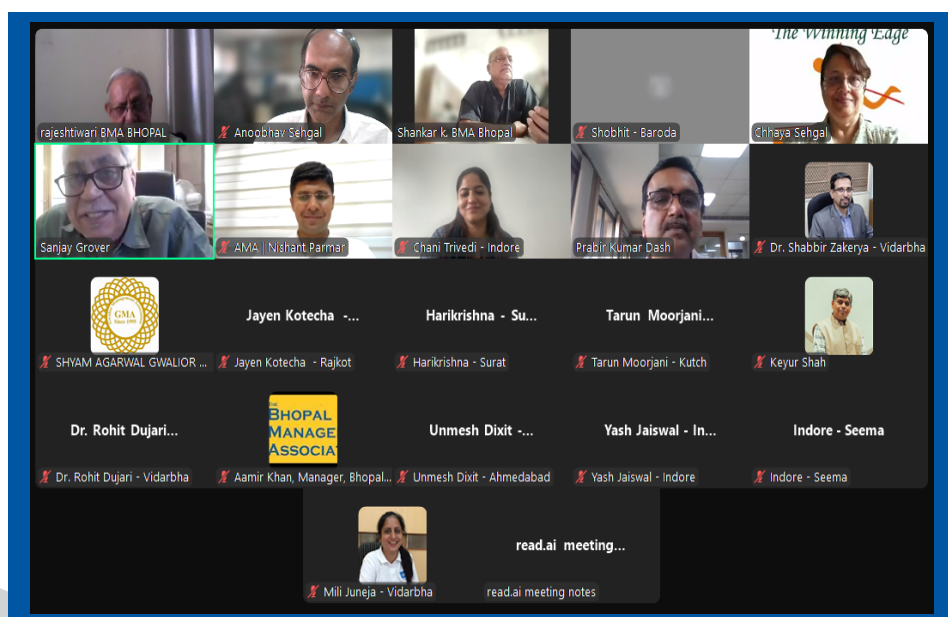 The Winning Edge
rajeshtiwari BMA BHOPAL
Anoobhav Sehgal
Shankar k. BMA Bhopal
Shobhit - Baroda
Chhaya Sehgal
Sanjay Grover
AMA | Nishant Parmar
Chani Trivedi - Indore
Prabir Kumar Dash
Dr. Shabbir Zakerya - Vidarbha
GMA
Since 1995
Jayen Kotecha -...
Harikrishna - Su...
Tarun Moorjani...
SHYAM AGARWAL GWALIOR ...
Jayen Kotecha - Rajkot
Harikrishna - Surat
Tarun Moorjani - Kutch
Keyur Shah
Dr. Rohit Dujari...
THE
BHOPAL
MANAGE
ASSOCIA
Unmesh Dixit -...
Yash Jaiswal - In...
Indore - Seema
Dr. Rohit Dujari - Vidarbha
Aamir Khan, Manager, Bhopal...
Unmesh Dixit - Ahmedabad
Yash Jaiswal - Indore
Indore - Seema
read.ai meeting...
Mili Juneja - Vidarbha
read.ai meeting notes